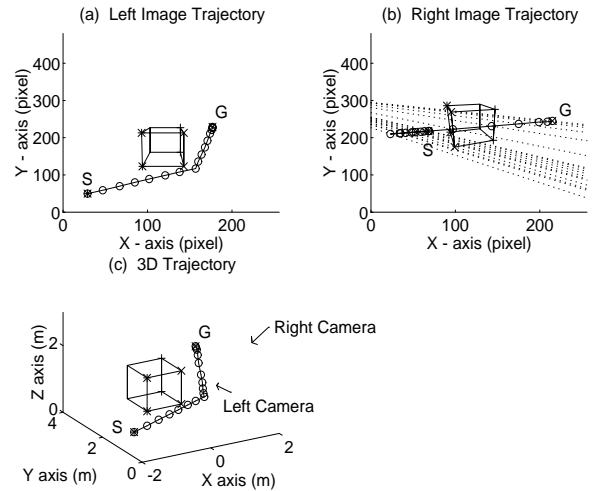 (a) Left Image Trajectory
(b) Right Image Trajectory
400
300
200
100
0
Y - axis (pixel)
S
G
0
100
200
X - axis (pixel)
400
300
200
100
0
Y - axis (pixel)
S
G
0
100
200
X - axis (pixel)
(c) 3D Trajectory
2
0
Z axis (m)
4
2
0
Y axis (m)
-2
0
2
X axis (m)
S
G
Right Camera
Left Camera